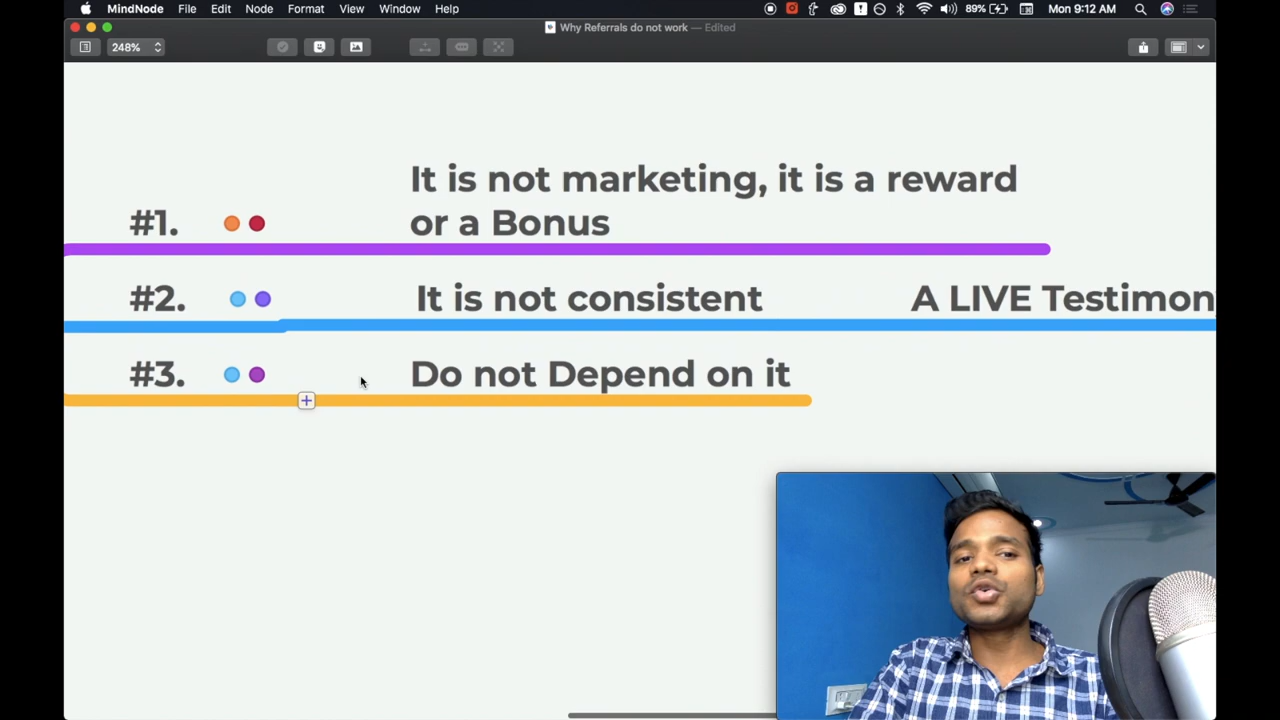 MindNode File Edit Node Format View Window Help 89% Mon 9:12 AM
Why Referrals do not work — Edited
248%
It is not marketing, it is a reward
#1. or a Bonus
#2. It is not consistent A LIVE Testimon
#3. Do not Depend on it